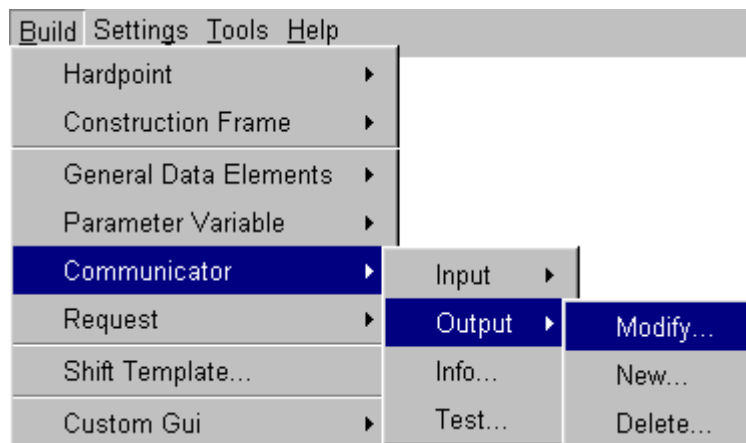 Build Settings Tools Help
Hardpoint
Construction Frame
General Data Elements
Parameter Variable
Communicator
Request
Shift Template...
Custom Gui
Input
Output
Info...
Test...
Modify...
New...
Delete...